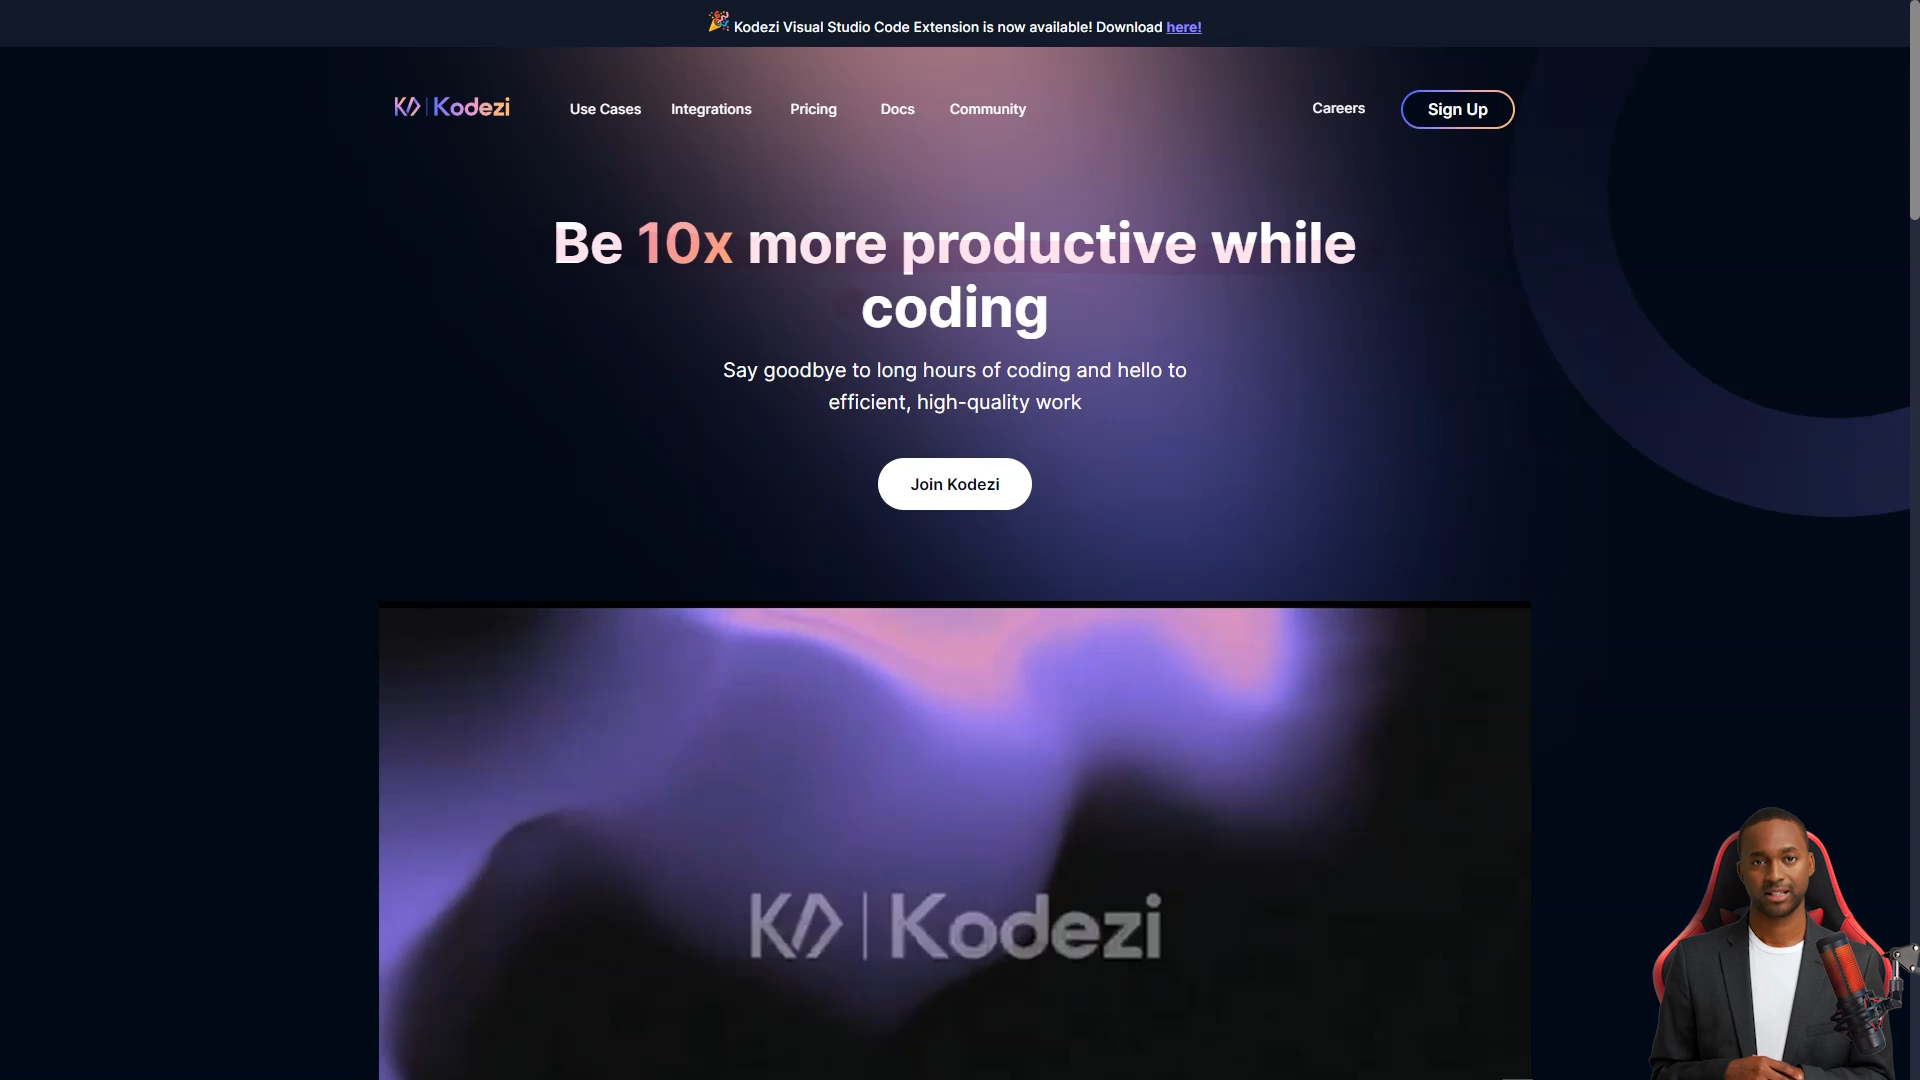 Kodezi Visual Studio Code Extension is now available! Download here!
Kodezi
Use Cases
Integrations
Pricing
Docs
Community
Careers
Sign Up
Be 10x more productive while
coding
Say goodbye to long hours of coding and hello to
efficient, high-quality work
Join Kodezi
Kodezi